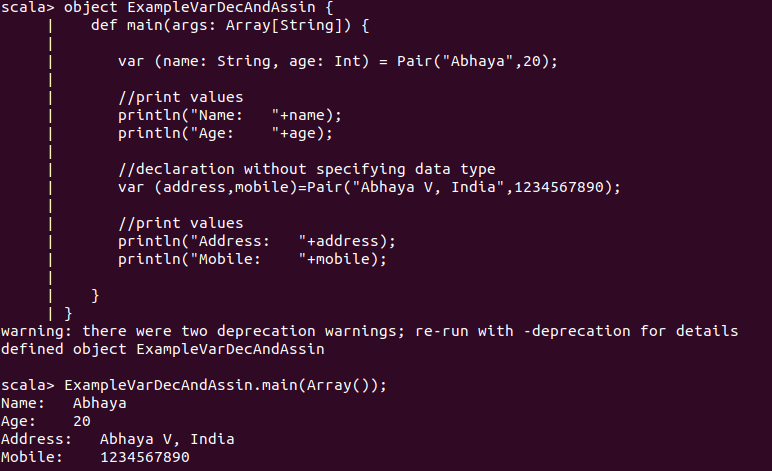 scala> object ExampleVarDecAndAssin {
     |    def main(args: Array[String]) {
     |
     |       var (name: String, age: Int) = Pair("Abhaya",20);
     |
     |       //print values
     |       println("Name:   "+name);
     |       println("Age:    "+age);
     |
     |       //declaration without specifying data type
     |       var (address,mobile)=Pair("Abhaya V, India",1234567890);
     |
     |       //print values
     |       println("Address:   "+address);
     |       println("Mobile:    "+mobile);
     |
     |    }
     | }
warning: there were two deprecation warnings; re-run with -deprecation for details
defined object ExampleVarDecAndAssin

scala> ExampleVarDecAndAssin.main(Array());
Name:   Abhaya
Age:    20
Address:   Abhaya V, India
Mobile:    1234567890